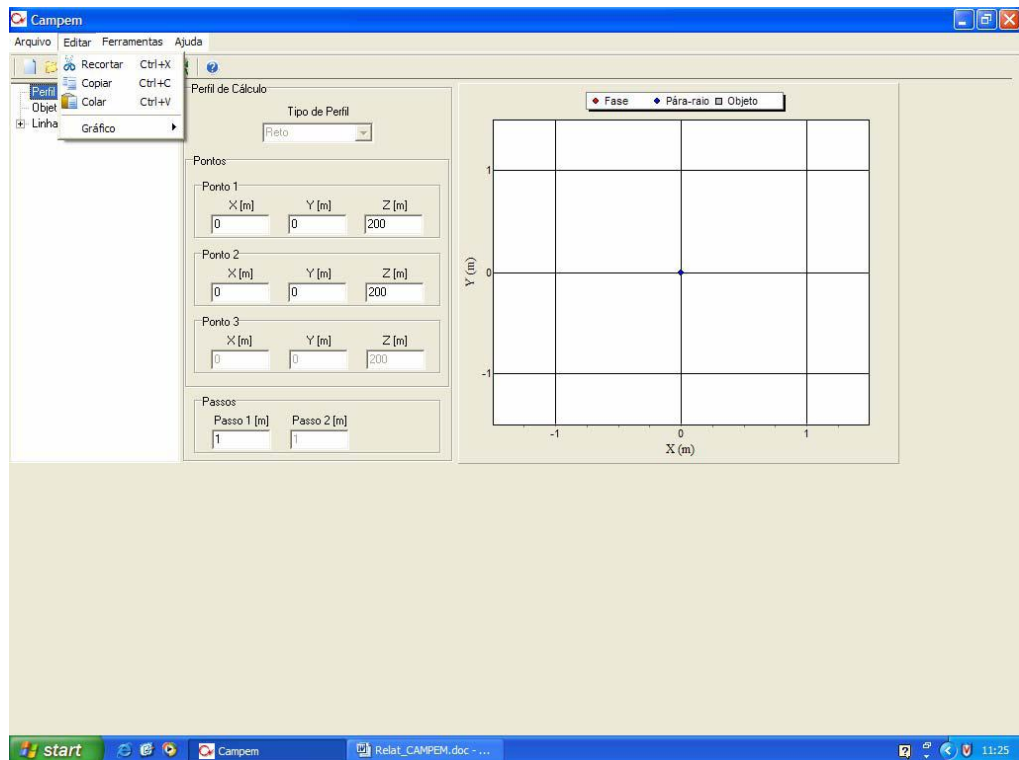 Campem
Arquivo Editar Ferramentas Ajuda
Recortar Ctrl+X
Copiar Ctrl+C
Colar Ctrl+V
Gráfico
Perfil
Objet
Linha
Perfil de Cálculo
Tipo de Perfil
Reto
Pontos
Ponto 1
X [m] Y [m] Z [m]
0 0 200
Ponto 2
X [m] Y [m] Z [m]
0 0 200
Ponto 3
X [m] Y [m] Z [m]
0 0 200
Passos
Passo 1 [m] Passo 2 [m]
1 1
Fase Pára-raio Objeto
1
0
-1
Y (m)
-1 0 1
X (m)
start Campem Relat_CAMPEM.doc - ... 11:25